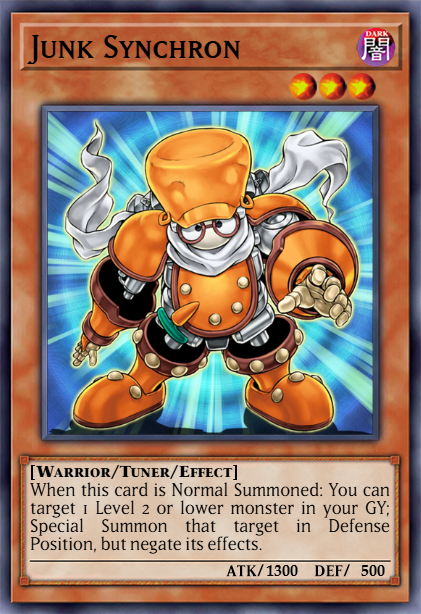 Junk Synchron
DARK
闇
[Warrior/Tuner/Effect]
When this card is Normal Summoned: You can
target 1 Level 2 or lower monster in your GY;
Special Summon that target in Defense
Position, but negate its effects.
ATK/1300 DEF/ 500